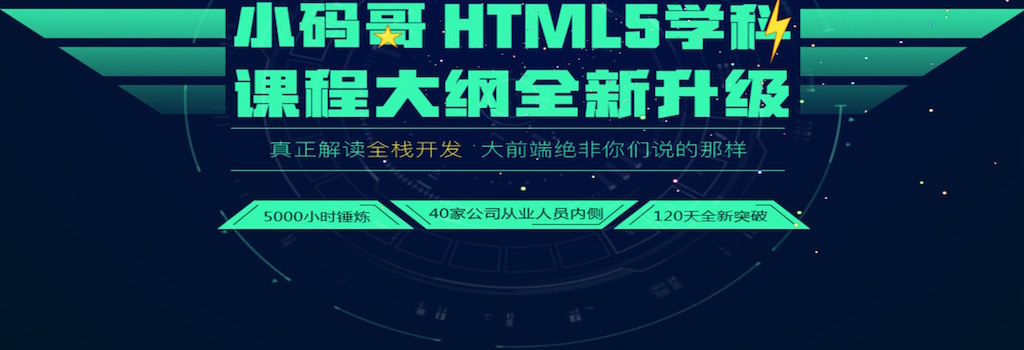 小码哥 HTML5学科
课程大纲全新升级
真正解读全栈开发 大前端绝非你们说的那样
5000小时锤炼
40家公司从业人员内侧
120天全新突破